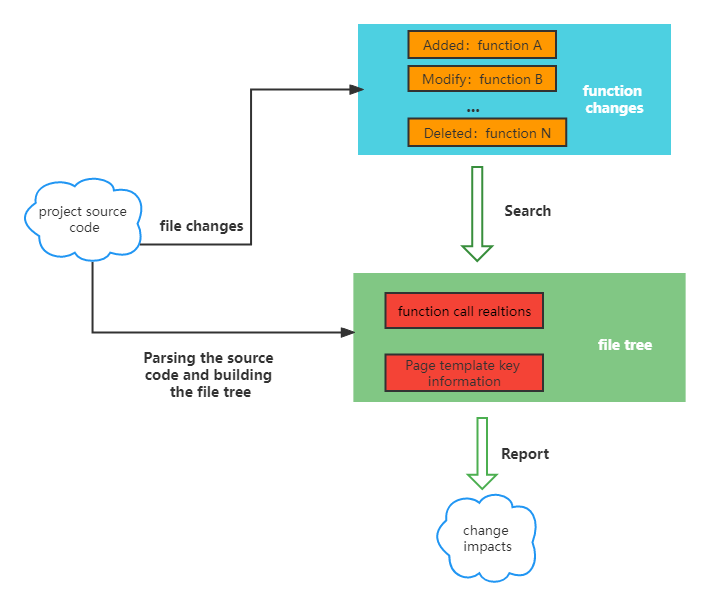 Added：function A
Modify：function B
...
Deleted：function N
function
changes
project source
code
file changes
Search
function call realtions
file tree
Page template key
information
Parsing the source
code and building
the file tree
Report
change
impacts